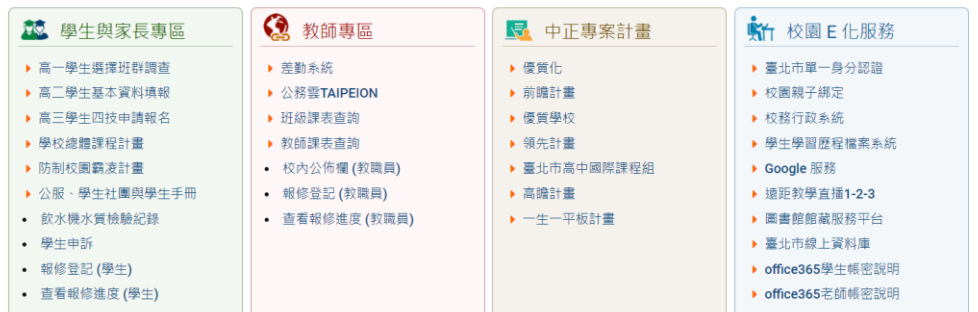 學生與家長專區
高一學生選擇班群調查
高二學生基本資料填報
高三學生四技申請報名
學校總體課程計畫
防制校園霸凌計畫
公服、學生社團與學生手冊
飲水機水質檢驗紀錄
學生申訴
報修登記 (學生)
查看報修進度 (學生)
教師專區
差勤系統
公務雲TAIPEION
班級課表查詢
教師課表查詢
校內公佈欄 (教職員)
報修登記 (教職員)
查看報修進度 (教職員)
中正專案計畫
優質化
前瞻計畫
優質學校
領先計畫
臺北市高中國際課程組
高瞻計畫
一生一平板計畫
校園 E 化服務
臺北市單一身分認證
校園親子綁定
校務行政系統
學生學習歷程檔案系統
Google 服務
遠距教學直播1-2-3
圖書館館藏服務平台
臺北市線上資料庫
office365學生帳密說明
office365老師帳密說明